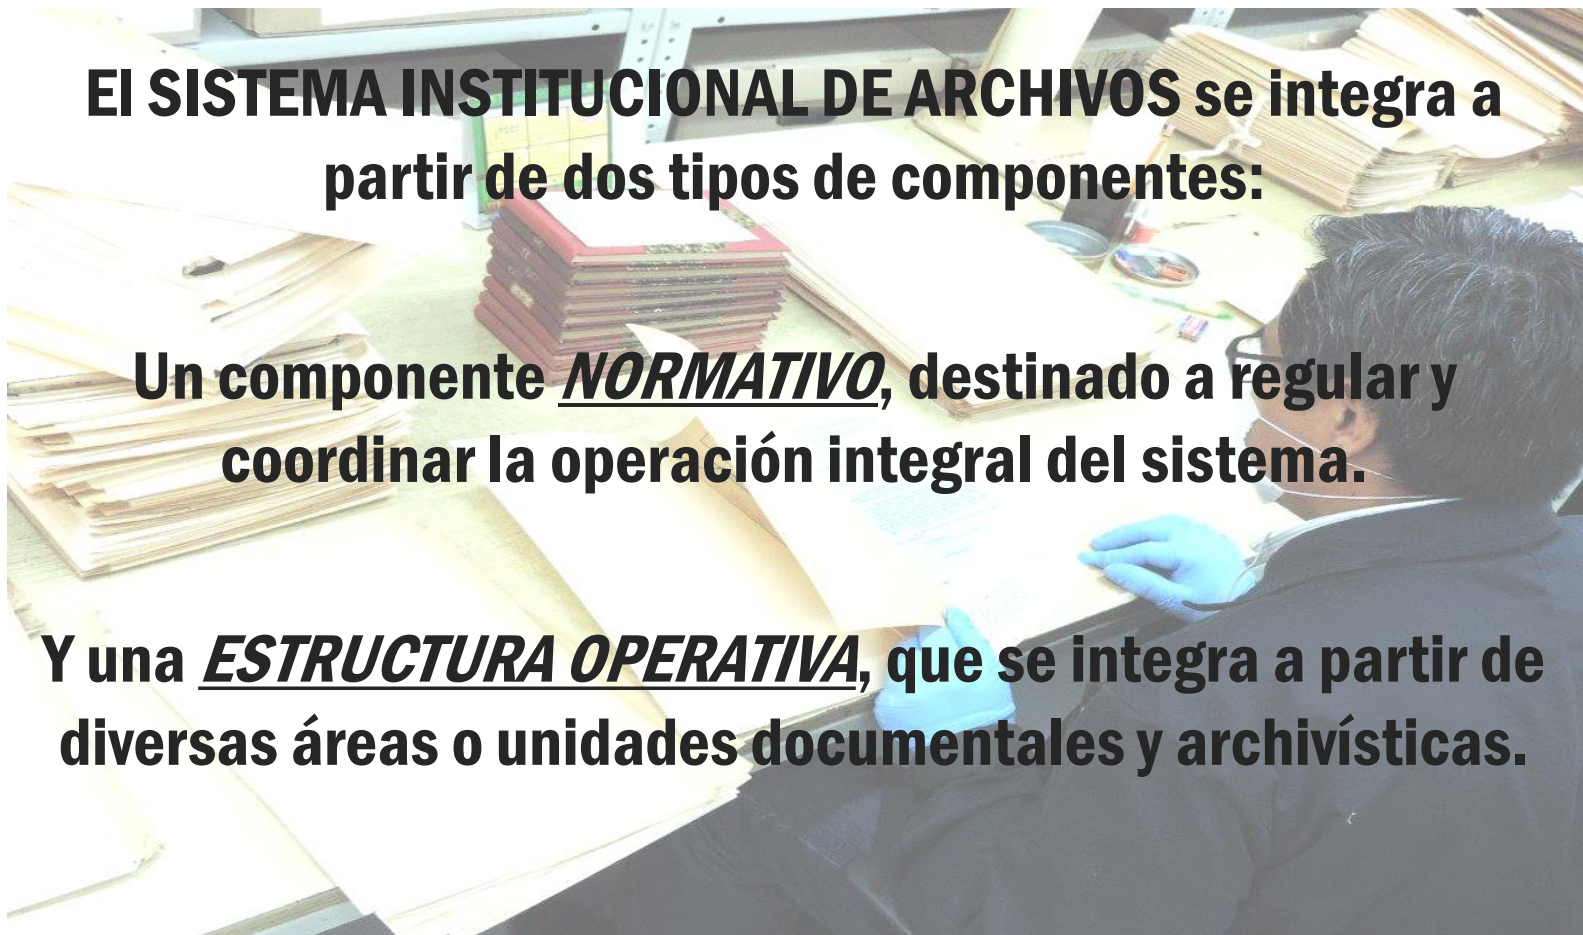 El SISTEMA INSTITUCIONAL DE ARCHIVOS se integra a
partir de dos tipos de componentes:
Un componente NORMATIVO, destinado a regular y
coordinar la operación integral del sistema.
Y una ESTRUCTURA OPERATIVA, que se integra a partir de
diversas áreas o unidades documentales y archivísticas.